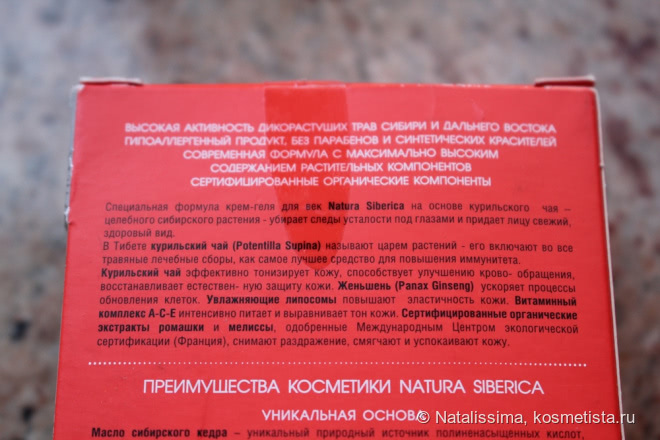 ВЫСОКАЯ АКТИВНОСТЬ ДИКОРАСТУЩИХ ТРАВ СИБИРИ И ДАЛЬНЕГО ВОСТОКА
ГИПОАЛЛЕРГЕННЫЙ ПРОДУКТ, БЕЗ ПАРАБЕНОВ И СИНТЕТИЧЕСКИХ КРАСИТЕЛЕЙ
СОВРЕМЕННАЯ ФОРМУЛА С МАКСИМАЛЬНО ВЫСОКИМ
СОДЕРЖАНИЕМ РАСТИТЕЛЬНЫХ КОМПОНЕНТОВ
СЕРТИФИЦИРОВАННЫЕ ОРГАНИЧЕСКИЕ КОМПОНЕНТЫ
Специальная формула крем-геля для век Natura Siberica на основе курильского чая –
целебного сибирского растения - убирает следы усталости под глазами и придает лицу свежий,
здоровый вид.
В Тибете курильский чай (Potentilla Supina) называют царем растений - его включают во все
травяные лечебные сборы, как самое лучшее средство для повышения иммунитета.
Курильский чай эффективно тонизирует кожу, способствует улучшению крово- обращения,
восстанавливает естествен- ную защиту кожи. Женьшень (Panax Ginseng) ускоряет процессы
обновления клеток. Увлажняющие липосомы повышают эластичность кожи. Витаминный
комплекс А-С-Е интенсивно питает и выравнивает тон кожи. Сертифицированные органические
экстракты ромашки и мелиссы, одобренные Международным Центром экологической
сертификации (Франция), снимают раздражение, смягчают и успокаивают кожу.
ПРЕИМУЩЕСТВА КОСМЕТИКИ NATURA SIBERICA
УНИКАЛЬНАЯ ОСНОВА
Масло сибирского кедра – уникальный природный источник полиненасыщенных кислот,
© Natalissima, kosmetista.ru